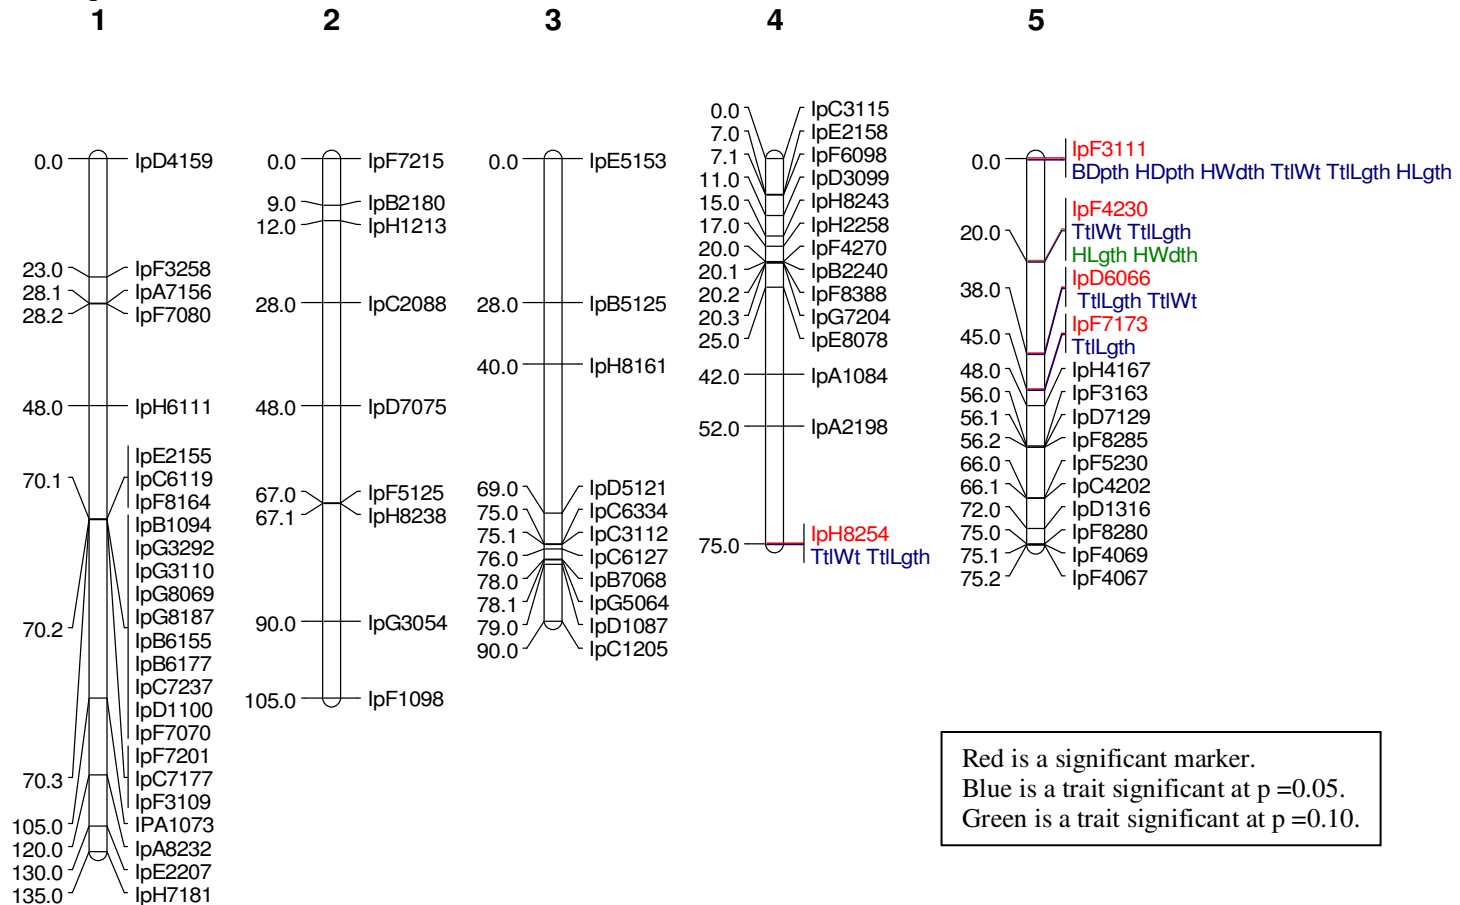 1
0.0 IpD4159
23.0 IpF3258
28.1 IpA7156
28.2 IpF7080
48.0 IpH6111
70.1
IpE2155
IpC6119
IpF8164
70.2
IpB1094
IpG3292
IpG3110
IpG8069
IpG8187
IpB6155
IpB6177
IpC7237
IpD1100
IpF7070
70.3
IpF7201
IpC7177
IpF3109
105.0 IPA1073
120.0 IpA8232
130.0 IpE2207
135.0 IpH7181
2
0.0 IpF7215
9.0 IpB2180
12.0 IpH1213
28.0 IpC2088
48.0 IpD7075
67.0 IpF5125
67.1 IpH8238
90.0 IpG3054
105.0 IpF1098
3
0.0 IpE5153
28.0 IpB5125
40.0 IpH8161
69.0 IpD5121
75.0 IpC6334
75.1 IpC3112
76.0 IpC6127
78.0 IpB7068
78.1 IpG5064
79.0 IpD1087
90.0 IpC1205
4
0.0 IpC3115
7.0 IpE2158
7.1 IpF6098
11.0 IpD3099
15.0 IpH8243
17.0 IpH2258
20.0 IpF4270
20.1 IpB2240
20.2 IpF8388
20.3 IpG7204
25.0 IpE8078
42.0 IpA1084
52.0 IpA2198
75.0 IpH8254
TtlWt TtlLgth
5
0.0 IpF3111
BDpth HDpth HWdth TtlWt TtlLgth HLgth
20.0 IpF4230
TtlWt TtlLgth
HLgth HWdth
38.0 IpD6066
TtlLgth TtlWt
45.0 IpF7173
TtlLgth
48.0 IpH4167
56.0 IpF3163
56.1 IpD7129
56.2 IpF8285
66.0 IpF5230
66.1 IpC4202
72.0 IpD1316
75.0 IpF8280
75.1 IpF4069
75.2 IpF4067
Red is a significant marker.
Blue is a trait significant at p =0.05.
Green is a trait significant at p =0.10.